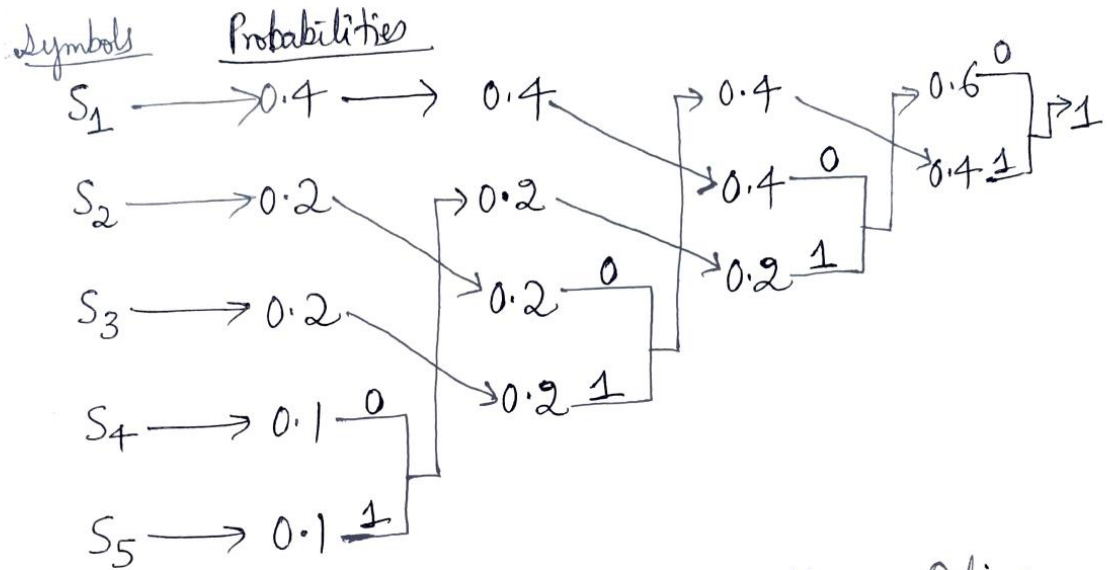 Symbols Probabilities
S1 → 0.4 → 0.4 0.4 0.6 0 1
S2 → 0.2 0.2 0.4 0 0.4 1
S3 → 0.2 0.2 0 0.2 1
S4 → 0.1 0 0.2 1
S5 → 0.1 1